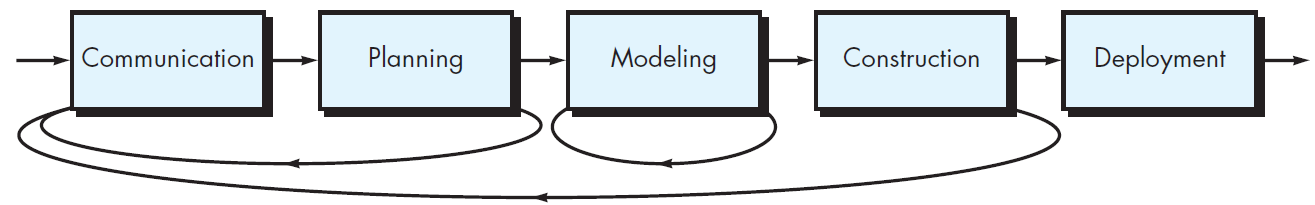 Communication
Planning
Modeling
Construction
Deployment